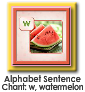 w
Alphabet Sentence
Chant: w, watermelon